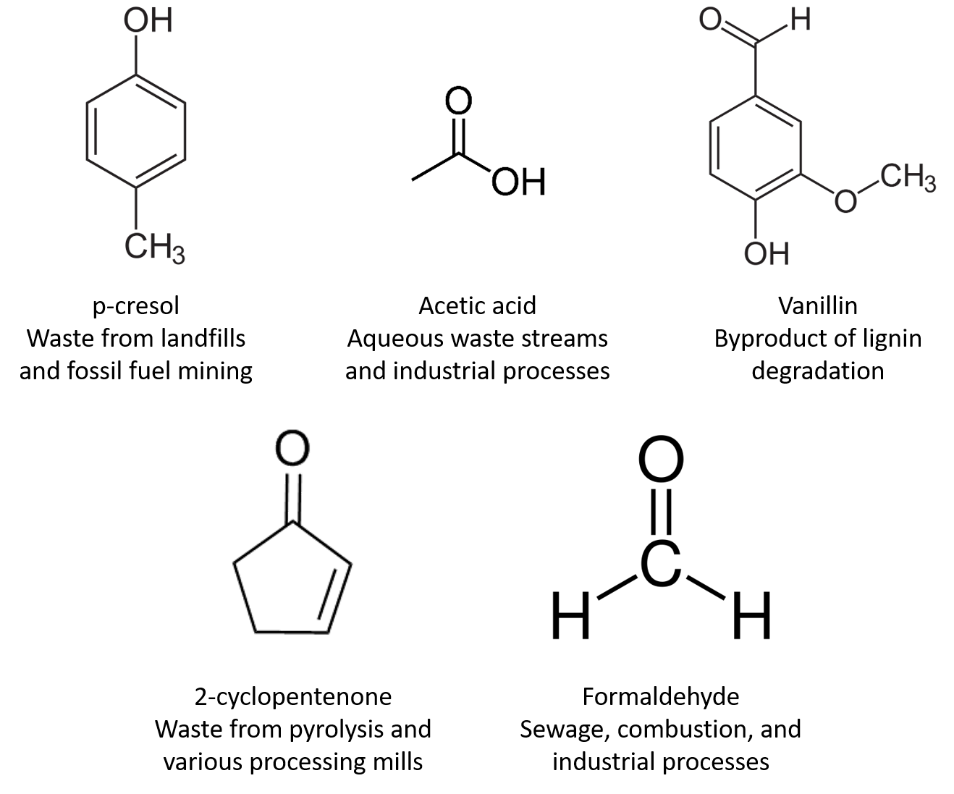 OH
CH3
p-cresol
Waste from landfills
and fossil fuel mining
O
OH
Acetic acid
Aqueous waste streams
and industrial processes
O
H
O
CH3
OH
Vanillin
Byproduct of lignin
degradation
O
2-cyclopentenone
Waste from pyrolysis and
various processing mills
O
C
H
H
Formaldehyde
Sewage, combustion, and
industrial processes